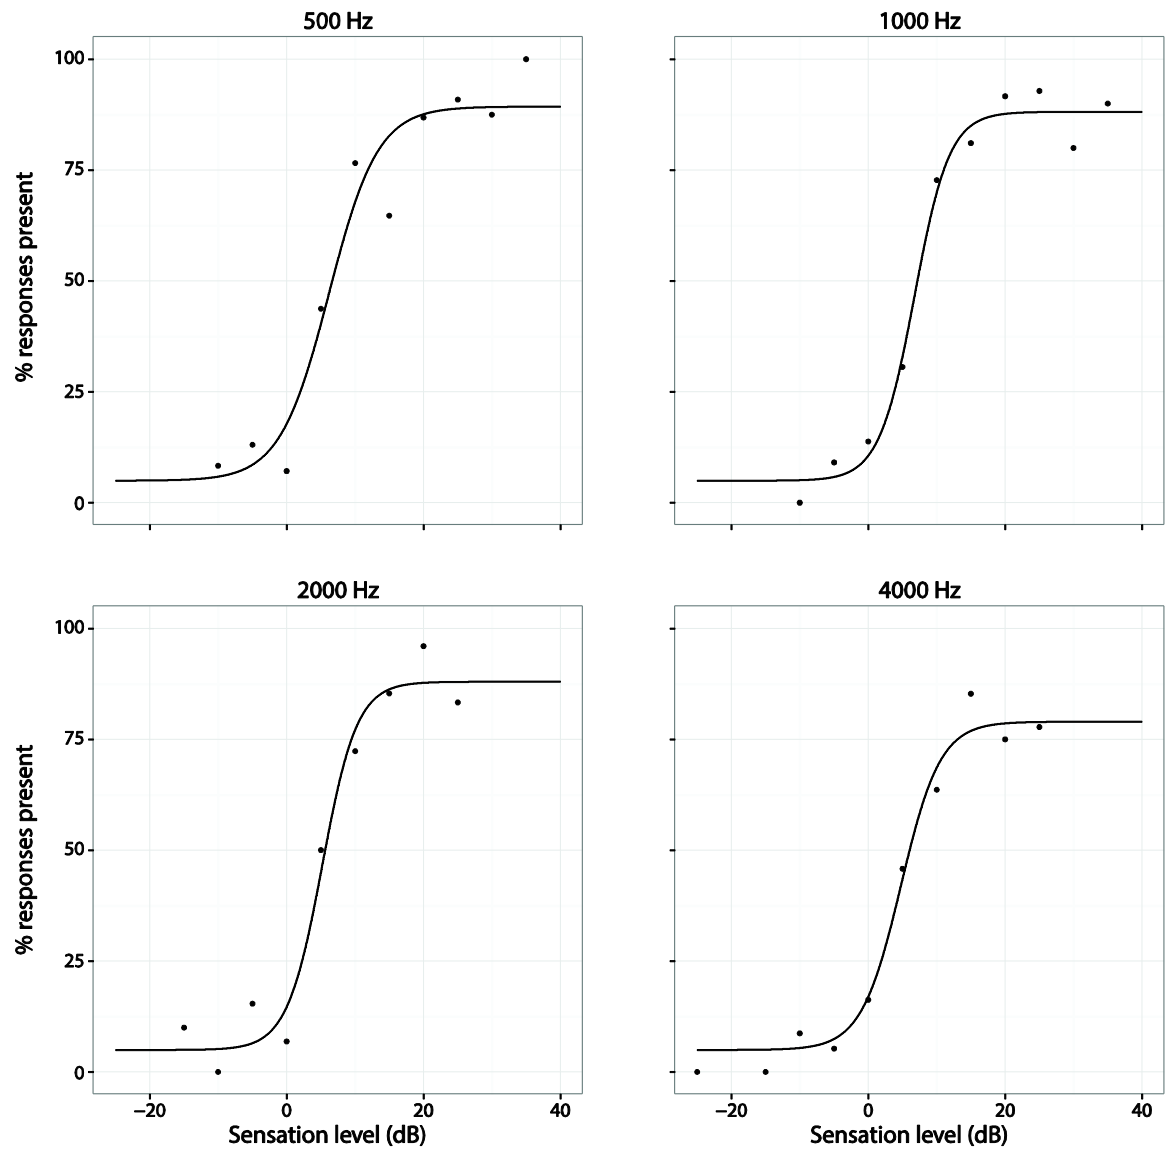 500 Hz
1000 Hz
100
75
50
25
0
% responses present
2000 Hz
4000 Hz
100
75
50
25
0
% responses present
−20 0 20 40
−20 0 20 40
Sensation level (dB)
Sensation level (dB)